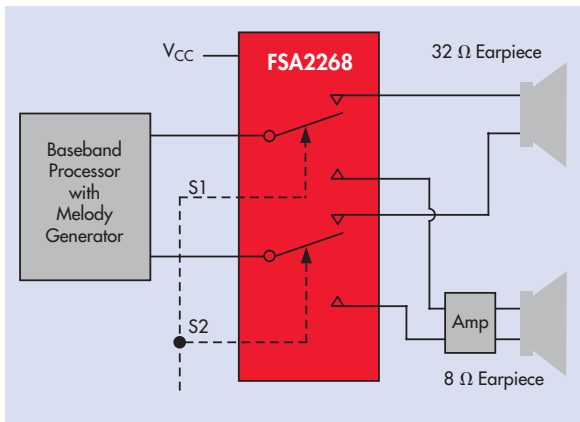 V_CC
FSA2268
32 Ω Earpiece
Baseband
Processor
with
Melody
Generator
S1
S2
Amp
8 Ω Earpiece